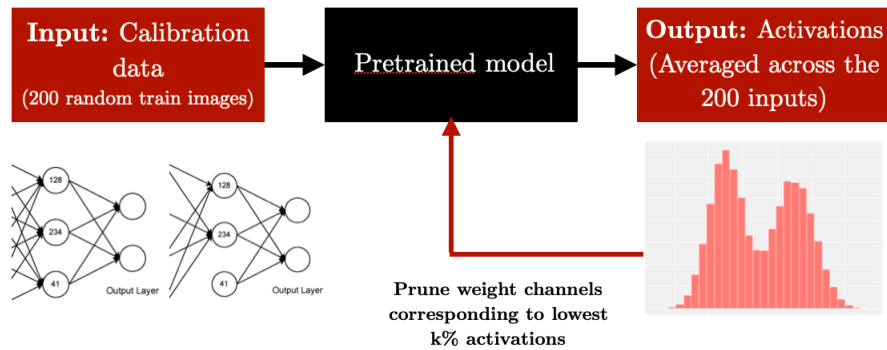 Input: Calibration
data
(200 random train images)
Pretrained model
Output: Activations
(Averaged across the
200 inputs)
128
234
41
Output Layer
128
234
41
Output Layer
Prune weight channels
corresponding to lowest
k% activations